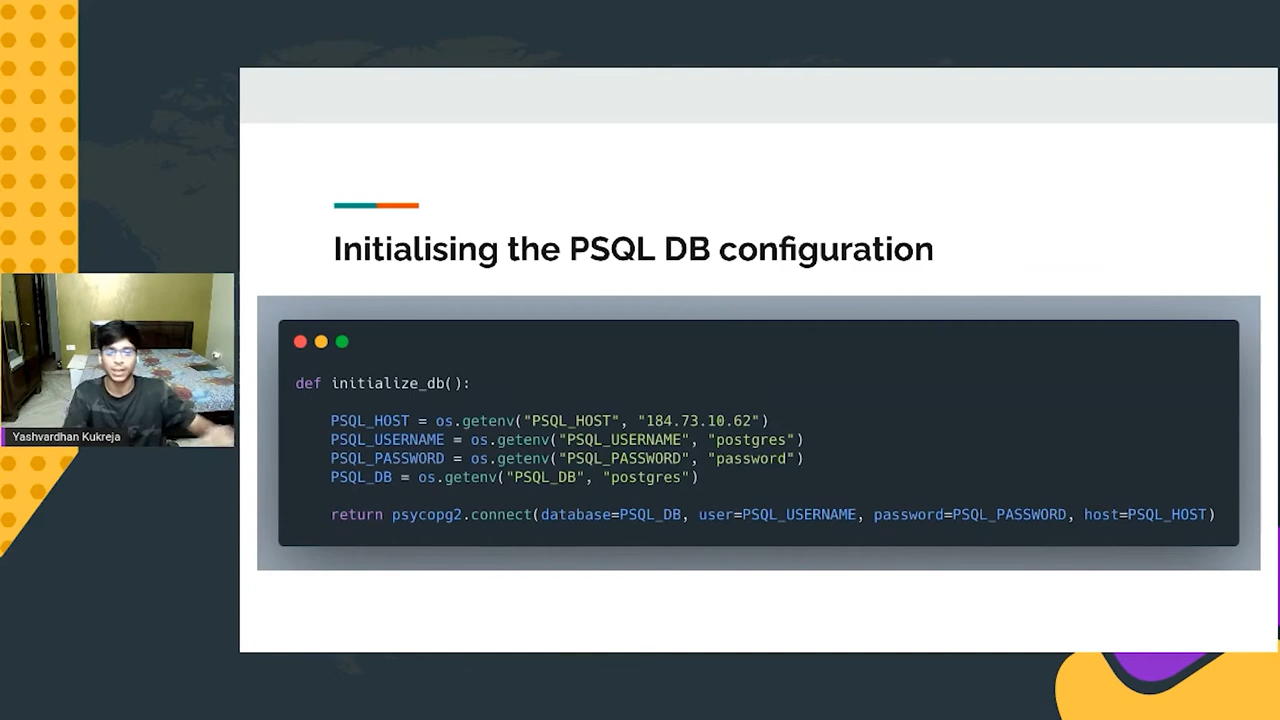 Initialising the PSQL DB configuration
def initialize_db():
PSQL_HOST = os.getenv("PSQL_HOST", "184.73.10.62")
PSQL_USERNAME = os.getenv("PSQL_USERNAME", "postgres")
PSQL_PASSWORD = os.getenv("PSQL_PASSWORD", "password")
PSQL_DB = os.getenv("PSQL_DB", "postgres")
return psycopg2.connect(database=PSQL_DB, user=PSQL_USERNAME, password=PSQL_PASSWORD, host=PSQL_HOST)
Yashvardhan Kukreja